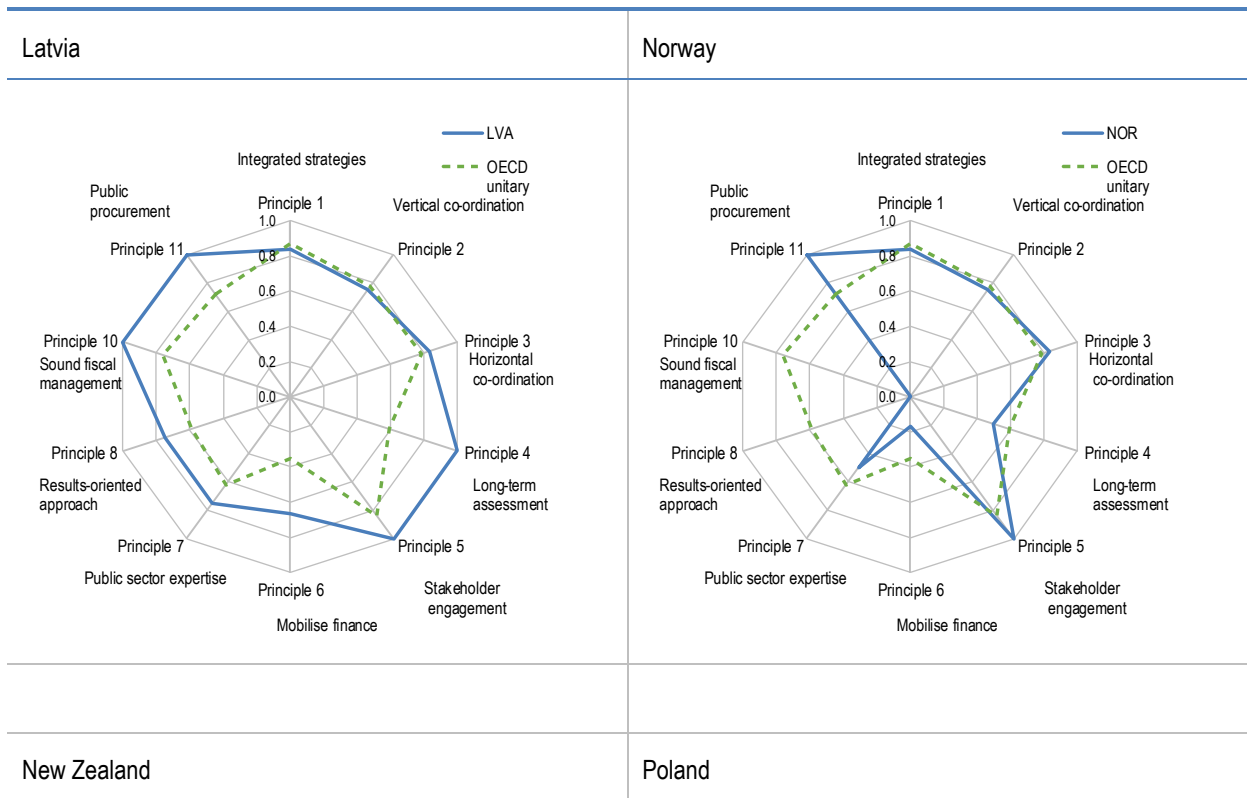 Latvia
Norway
LVA
OECD
unitary
Integrated strategies
Public
procurement
Vertical co-ordination
Principle 1
Principle 11
Principle 2
1.0
0.8
0.6
0.4
0.2
0.0
Principle 10
Sound fiscal
management
Principle 3
Horizontal
co-ordination
Principle 8
Results-oriented
approach
Principle 4
Long-term
assessment
Principle 7
Public sector expertise
Principle 5
Stakeholder
engagement
Principle 6
Mobilise finance
NOR
OECD
unitary
Integrated strategies
Public
procurement
Vertical co-ordination
Principle 1
Principle 11
Principle 2
1.0
0.8
0.6
0.4
0.2
0.0
Principle 10
Sound fiscal
management
Principle 3
Horizontal
co-ordination
Principle 8
Results-oriented
approach
Principle 4
Long-term
assessment
Principle 7
Public sector expertise
Principle 5
Stakeholder
engagement
Principle 6
Mobilise finance
New Zealand
Poland